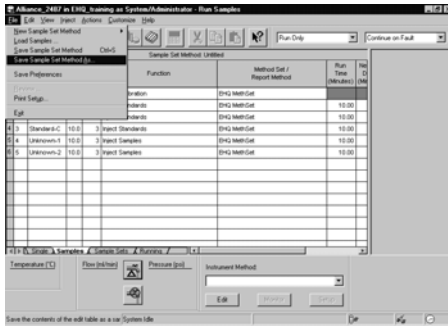 Alliance_2487 in EHQ_training as System/Administrator - Run Samples
File Edit View Inject Actions Customize Help
New Sample Set Method
Load Samples ...
Save Sample Set Method Ctrl+S
Save Sample Set Method As...
Save Preferences
Print Setup...
Exit
Run Only
Continue on Fault
Sample Set Method: Untitled
Function
Method Set / Report Method
Run Time (Minutes)
EHQ MethSet
EHQ MethSet 10.00
EHQ MethSet 10.00
4 3 Standard-C 10.0 3 Inject Standards EHQ MethSet 10.00
5 4 Unknown-1 10.0 3 Inject Samples EHQ MethSet 10.00
6 5 Unknown-2 10.0 3 Inject Samples EHQ MethSet 10.00
Single Samples Sample Sets Running
Temperature (°C) Flow (ml/min) Pressure (psi) Instrument Method:
Edit Monitor Setup
Save the contents of the edit table as a sar System Idle